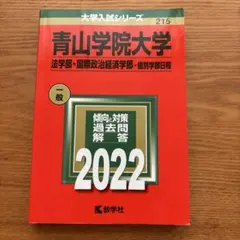 大学入試シリーズ
215
青山学院大学
法学部・国際政治経済学部-個別学部日程
一般
傾向と対策
過去問
解答
2022
教学社